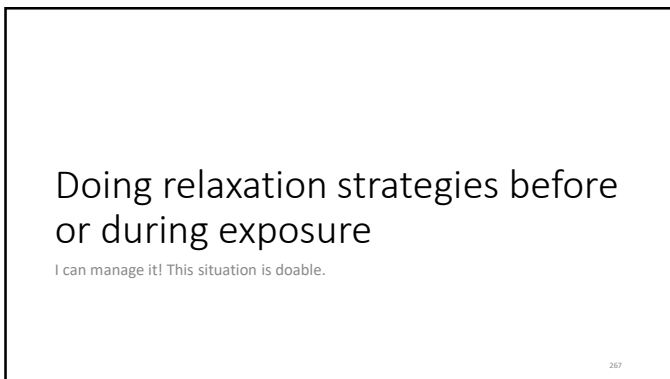 Doing relaxation strategies before
or during exposure
I can manage it! This situation is doable.
267